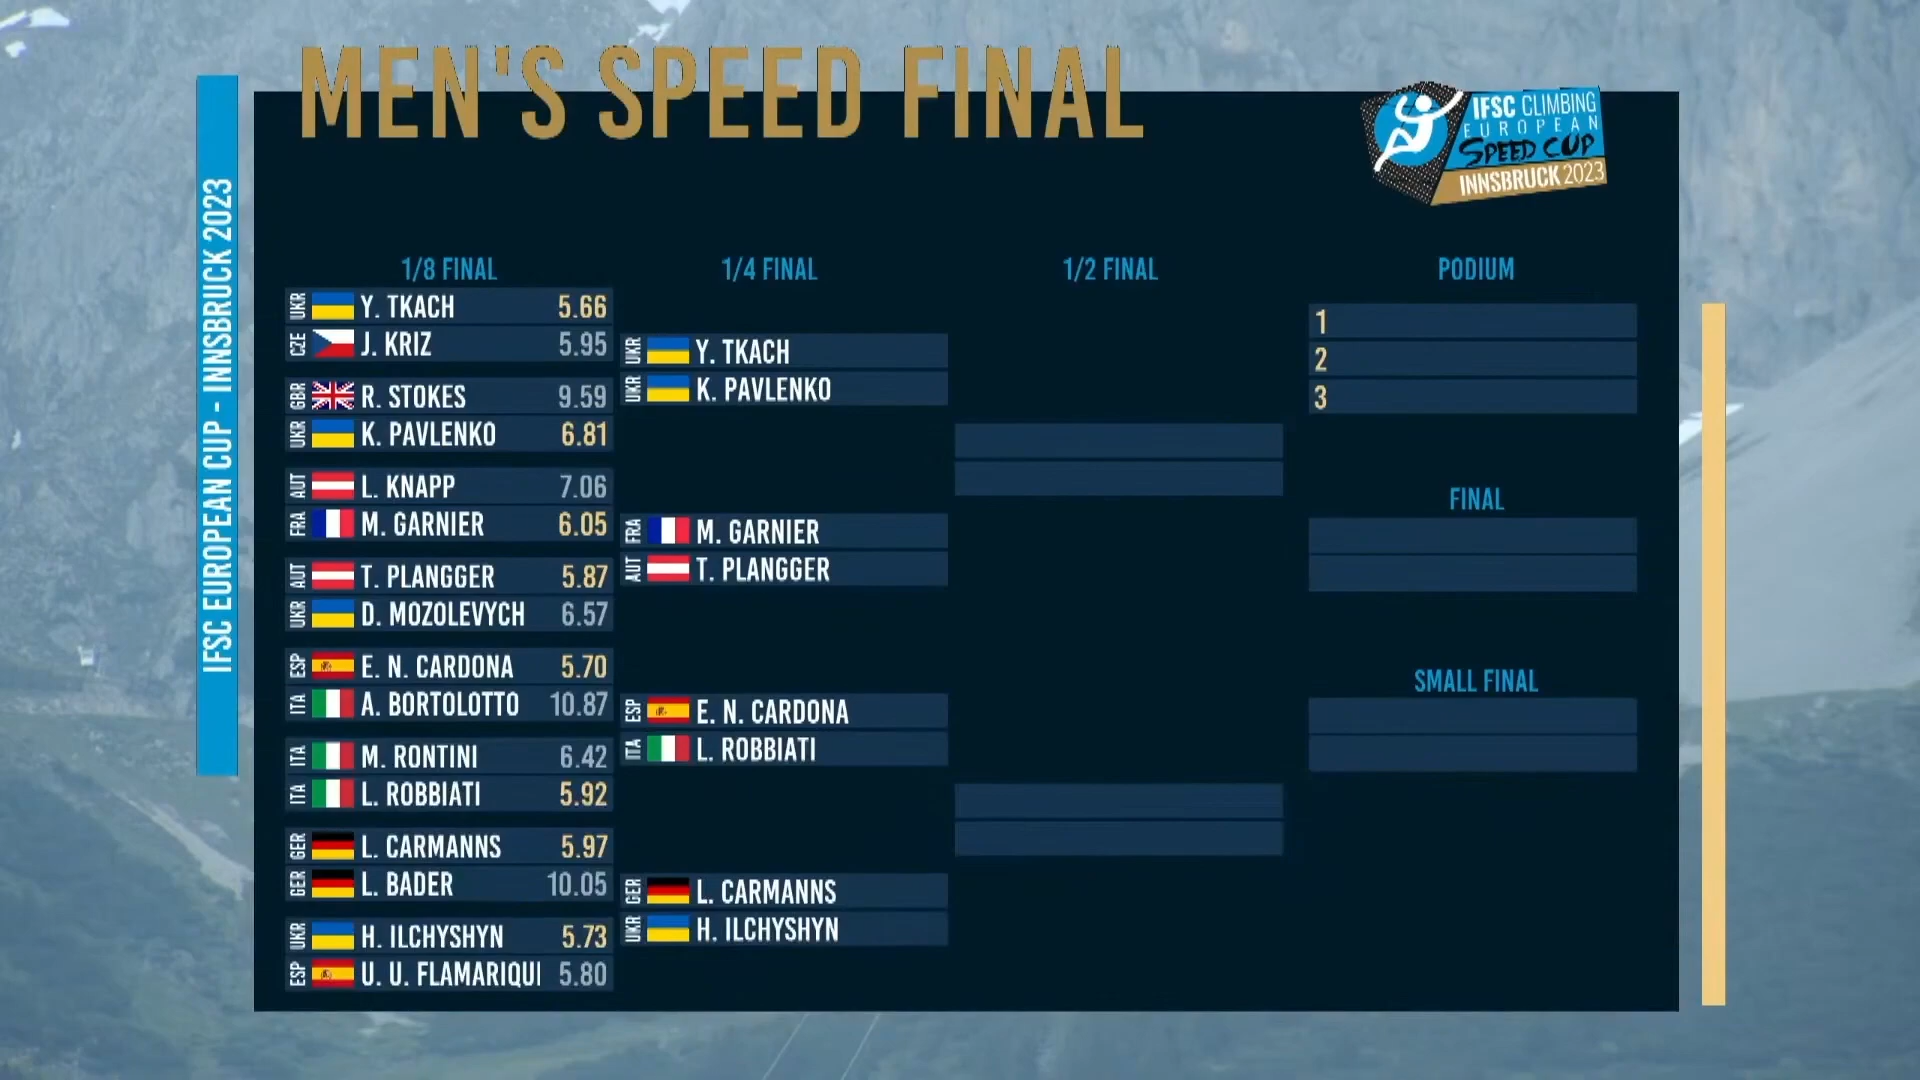 MEN'S SPEED FINAL
IFSC CLIMBING
EUROPEAN
SPEED CUP
INNSBRUCK 2023
IFSC EUROPEAN CUP - INNSBRUCK 2023
1/8 FINAL
UKR Y. TKACH 5.66
CZE J. KRIZ 5.95
GBR R. STOKES 9.59
UKR K. PAVLENKO 6.81
AUT L. KNAPP 7.06
FRA M. GARNIER 6.05
AUT T. PLANGGER 5.87
UKR D. MOZOLEVYCH 6.57
ESP E. N. CARDONA 5.70
ITA A. BORTOLOTTO 10.87
ITA M. RONTINI 6.42
ITA L. ROBBIATI 5.92
GER L. CARMANNS 5.97
GER L. BADER 10.05
UKR H. ILCHYSHYN 5.73
ESP U. U. FLAMARIQUI 5.80
1/4 FINAL
UKR Y. TKACH
UKR K. PAVLENKO
FRA M. GARNIER
AUT T. PLANGGER
ESP E. N. CARDONA
ITA L. ROBBIATI
GER L. CARMANNS
UKR H. ILCHYSHYN
1/2 FINAL
PODIUM
1
2
3
FINAL
SMALL FINAL